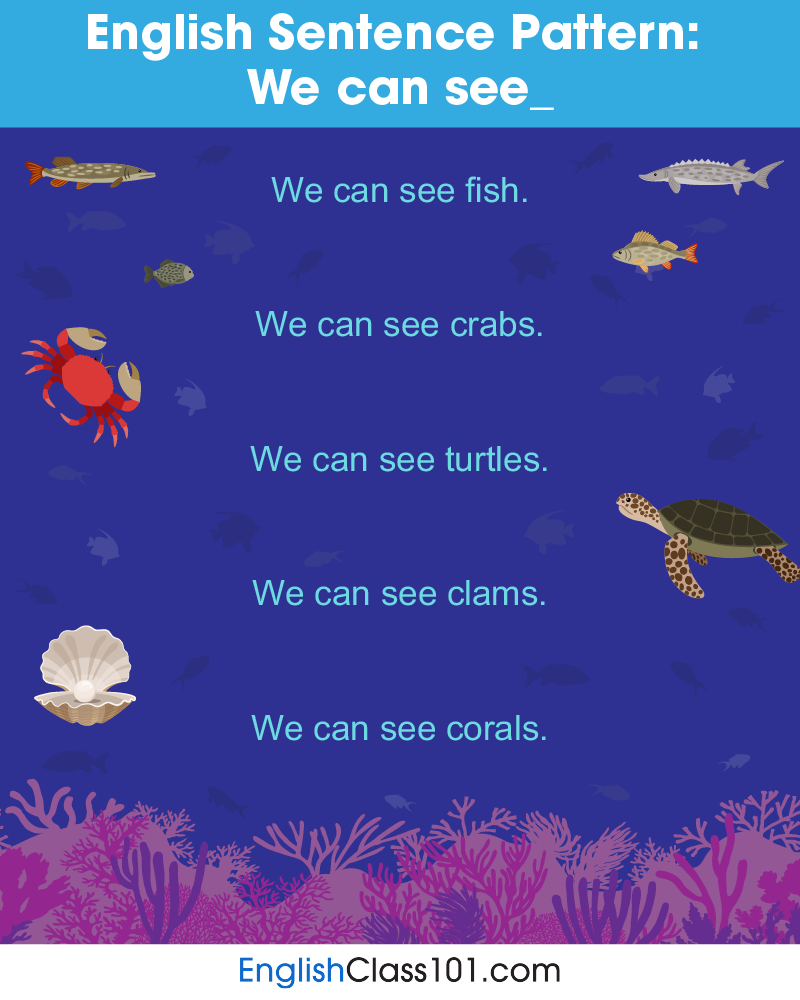 English Sentence Pattern:
We can see_
We can see fish.
We can see crabs.
We can see turtles.
We can see clams.
We can see corals.
EnglishClass101.com